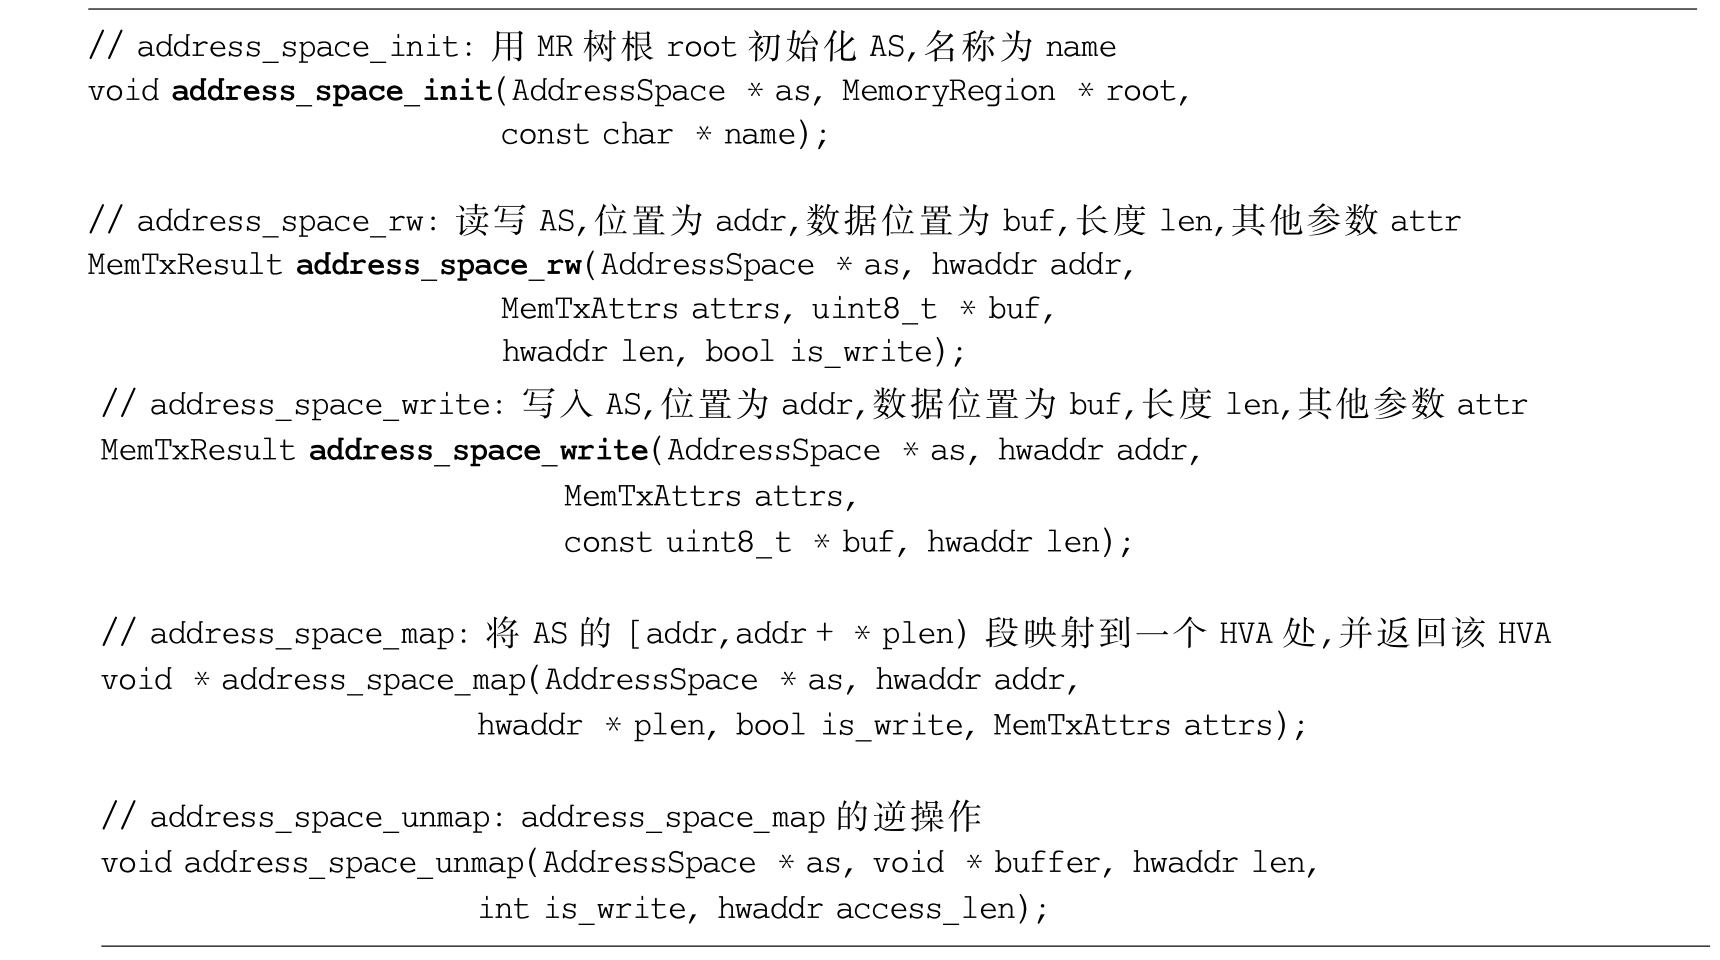 // address_space_init: 用 MR 树根 root 初始化 AS,名称为 name
void address_space_init(AddressSpace * as, MemoryRegion * root,
const char * name);
// address_space_rw: 读写 AS,位置为 addr,数据位置为 buf,长度 len,其他参数 attr
MemTxResult address_space_rw(AddressSpace * as, hwaddr addr,
MemTxAttrs attrs, uint8_t * buf,
hwaddr len, bool is_write);
// address_space_write: 写入 AS,位置为 addr,数据位置为 buf,长度 len,其他参数 attr
MemTxResult address_space_write(AddressSpace * as, hwaddr addr,
MemTxAttrs attrs,
const uint8_t * buf, hwaddr len);
// address_space_map: 将 AS 的 [addr,addr + * plen) 段映射到一个 HVA 处,并返回该 HVA
void * address_space_map(AddressSpace * as, hwaddr addr,
hwaddr * plen, bool is_write, MemTxAttrs attrs);
// address_space_unmap: address_space_map 的逆操作
void address_space_unmap(AddressSpace * as, void * buffer, hwaddr len,
int is_write, hwaddr access_len);